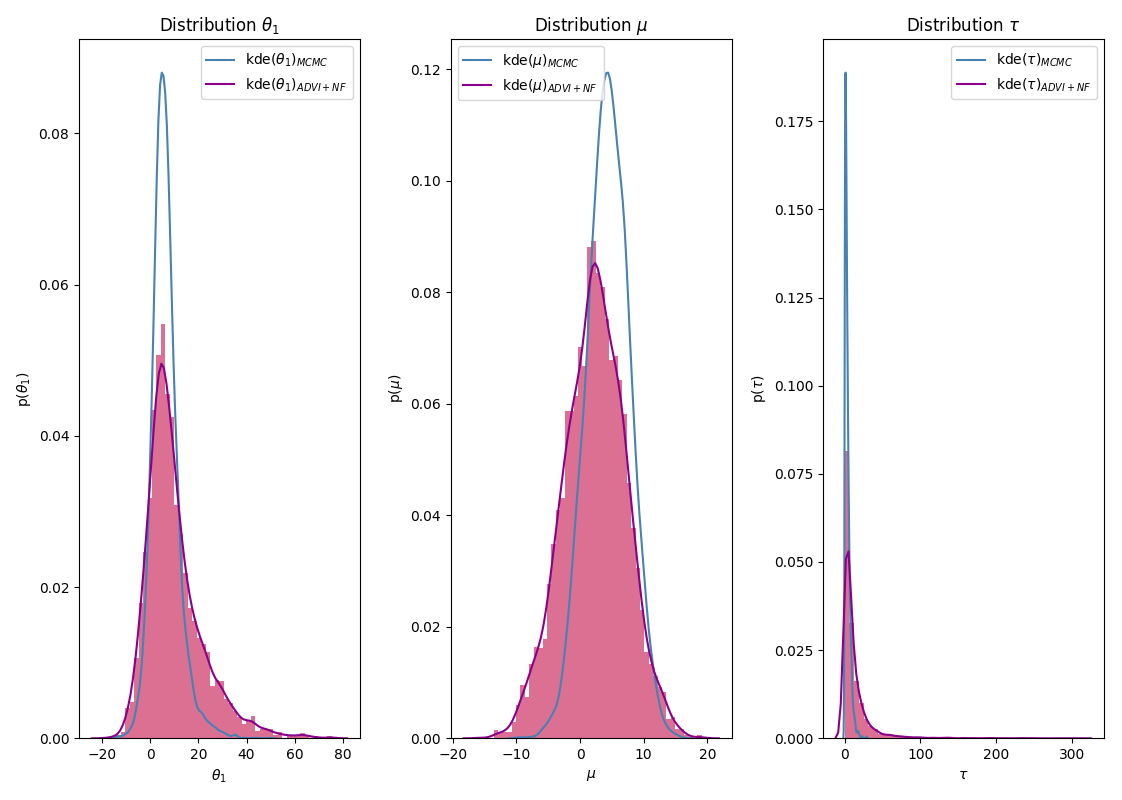 Distribution θ₁
kde(θ₁)MCMC
kde(θ₁)ADVI+NF
p(θ₁)
0.08
0.06
0.04
0.02
0.00
−20 0 20 40 60 80
θ₁
Distribution μ
kde(μ)MCMC
kde(μ)ADVI+NF
p(μ)
0.12
0.10
0.08
0.06
0.04
0.02
0.00
−20 −10 0 10 20
μ
Distribution τ
kde(τ)MCMC
kde(τ)ADVI+NF
p(τ)
0.175
0.150
0.125
0.100
0.075
0.050
0.025
0.000
0 100 200 300
τ